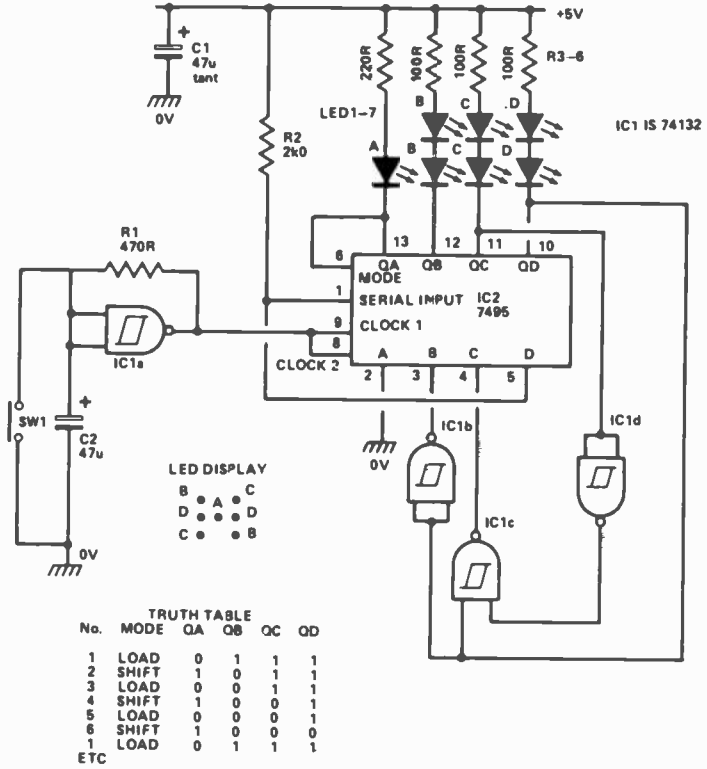 +5V
C1
47u
tant
0V
R2
2k0
220R
100R
100R
100R
R3-6
LED1-7
A
B
B
C
C
.D
D
IC1 IS 74132
R1
470R
IC1a
SW1
C2
47u
0V
13
12
11
10
6
QA
QB
QC
QD
MODE
1
SERIAL INPUT
IC2
7495
9
CLOCK 1
8
CLOCK 2
A
B
C
D
2
3
4
5
0V
IC1b
IC1c
IC1d
LED DISPLAY
B C
A
D D
C B
TRUTH TABLE
No. MODE QA QB QC QD
1 LOAD 0 1 1 1
2 SHIFT 1 0 1 1
3 LOAD 0 0 1 1
4 SHIFT 1 0 0 1
5 LOAD 0 0 0 1
6 SHIFT 1 0 0 0
1 LOAD 0 1 1 1
ETC